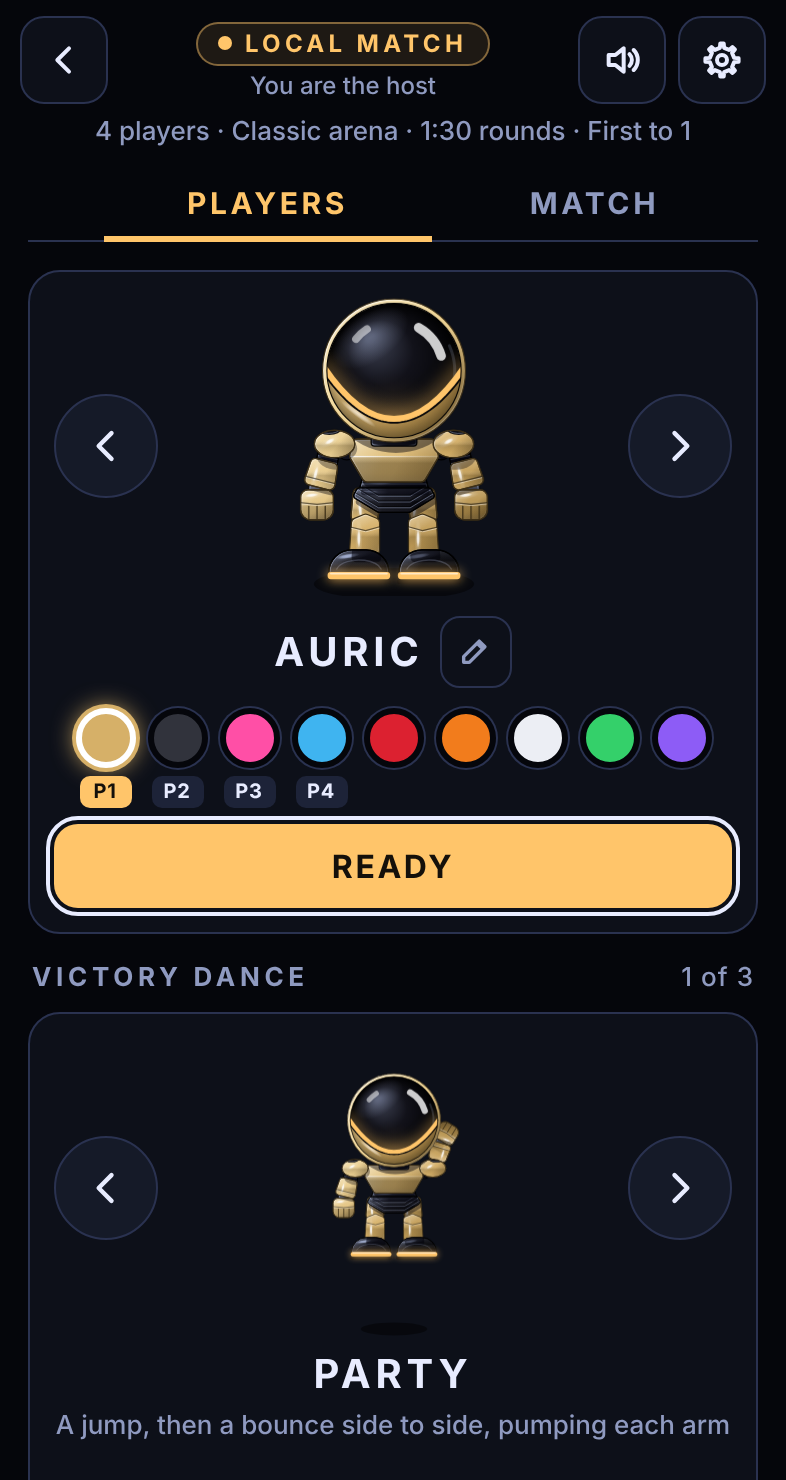 LOCAL MATCH
You are the host
4 players · Classic arena · 1:30 rounds · First to 1
PLAYERS MATCH
AURIC
P1 P2 P3 P4
READY
VICTORY DANCE 1 of 3
PARTY
A jump, then a bounce side to side, pumping each arm